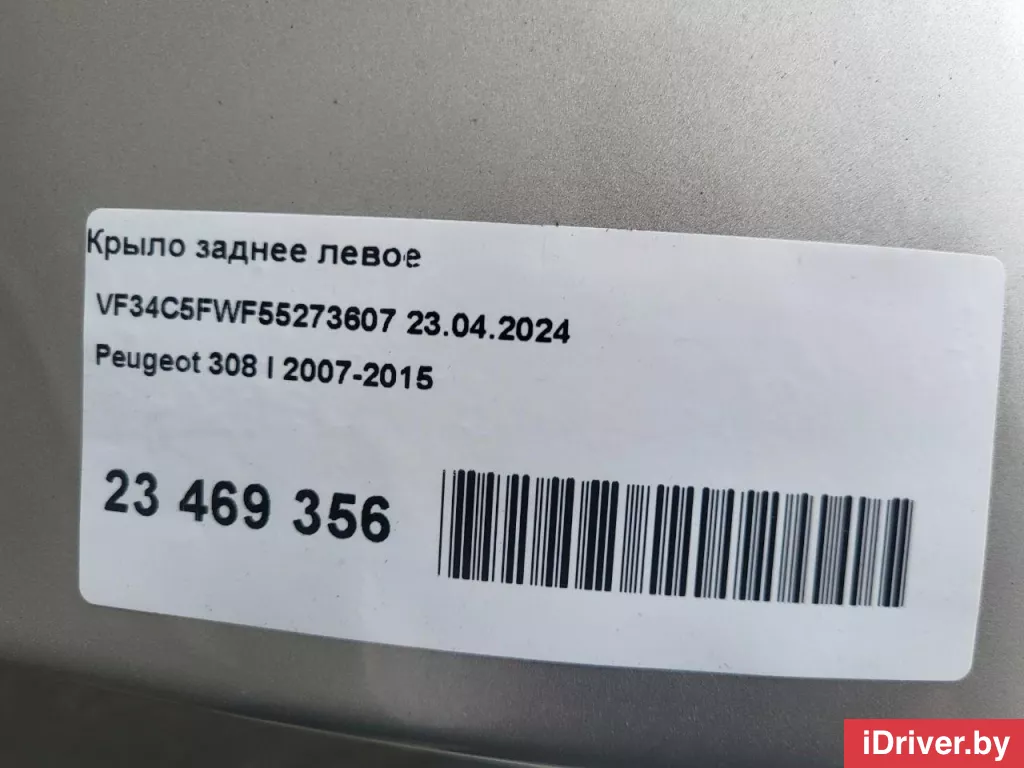 Крыло заднее левое
VF34C5FWF55273607 23.04.2024
Peugeot 308 I 2007-2015
23 469 356
iDriver.by